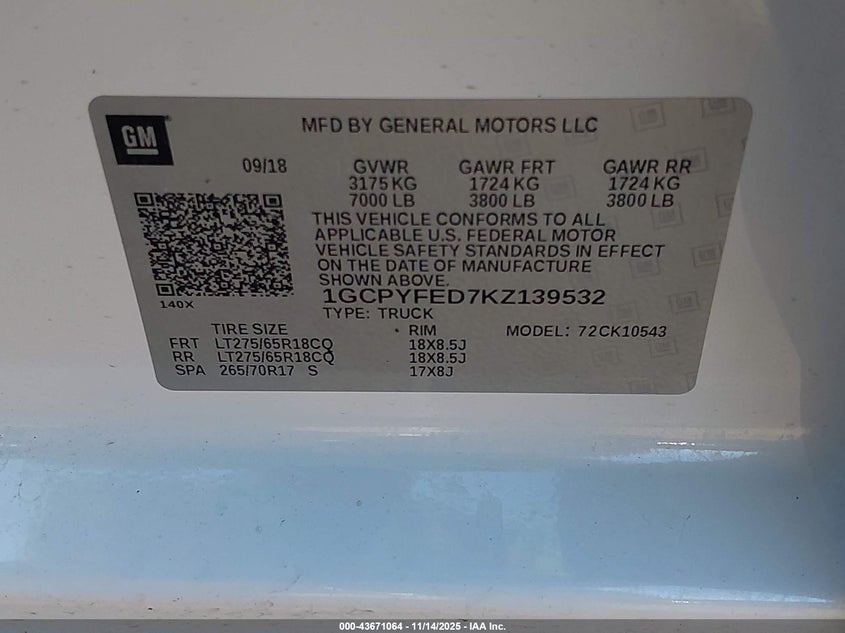 GM
MFD BY GENERAL MOTORS LLC
09/18 GVWR GAWR FRT GAWR RR
3175 KG 1724 KG 1724 KG
7000 LB 3800 LB 3800 LB
THIS VEHICLE CONFORMS TO ALL
APPLICABLE U.S. FEDERAL MOTOR
VEHICLE SAFETY STANDARDS IN EFFECT
ON THE DATE OF MANUFACTURE
SHOWN ABOVE.
140X
1GCPYFED7KZ139532
TYPE: TRUCK
TIRE SIZE RIM MODEL: 72CK10543
FRT LT275/65R18CQ 18X8.5J
RR LT275/65R18CQ 18X8.5J
SPA 265/70R17 S 17X8J
000-43671064 - 11/14/2025 - IAA Inc.